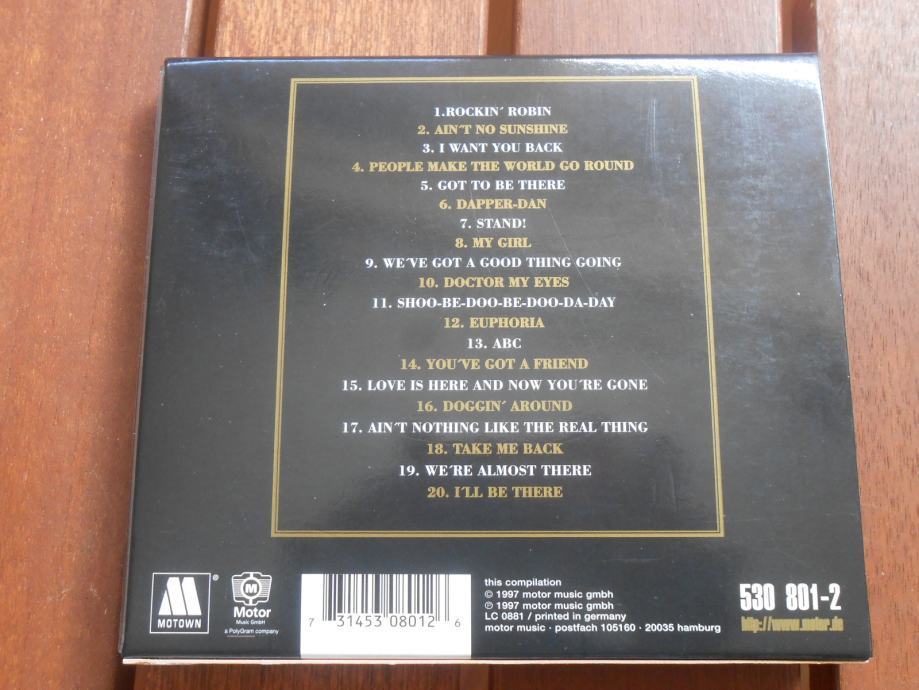 1.ROCKIN´ ROBIN
2. AIN´T NO SUNSHINE
3. I WANT YOU BACK
4. PEOPLE MAKE THE WORLD GO ROUND
5. GOT TO BE THERE
6. DAPPER-DAN
7. STAND!
8. MY GIRL
9. WE´VE GOT A GOOD THING GOING
10. DOCTOR MY EYES
11. SHOO-BE-DOO-BE-DOO-DA-DAY
12. EUPHORIA
13. ABC
14. YOU´VE GOT A FRIEND
15. LOVE IS HERE AND NOW YOU´RE GONE
16. DOGGIN´ AROUND
17. AIN´T NOTHING LIKE THE REAL THING
18. TAKE ME BACK
19. WE´RE ALMOST THERE
20. I´LL BE THERE
M ®
MOTOWN
M
Motor
Music GmbH
a PolyGram company
7 31453 08012 6
this compilation
© 1997 motor music gmbh
℗ 1997 motor music gmbh
LC 0881 / printed in germany
motor music · postfach 105160 · 20035 hamburg
530 801-2
http://www.motor.de